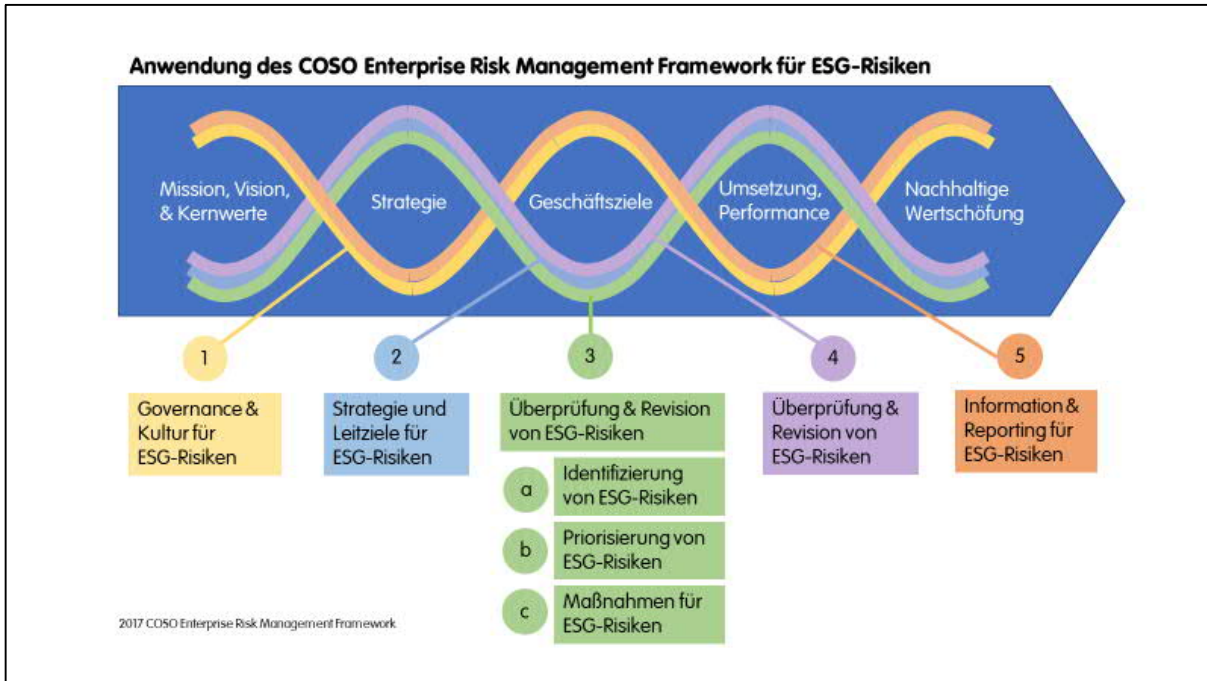 Anwendung des COSO Enterprise Risk Management Framework für ESG-Risiken
Mission, Vision,
& Kernwerte
Strategie
Geschäftsziele
Umsetzung,
Performance
Nachhaltige
Wertschöfung
1
Governance &
Kultur für
ESG-Risiken
2
Strategie und
Leitziele für
ESG-Risiken
3
Überprüfung & Revision
von ESG-Risiken
a
Identifizierung
von ESG-Risiken
b
Priorisierung von
ESG-Risiken
c
Maßnahmen für
ESG-Risiken
4
Überprüfung &
Revision von
ESG-Risiken
5
Information &
Reporting für
ESG-Risiken
2017 COSO Enterprise Risk Management Framework